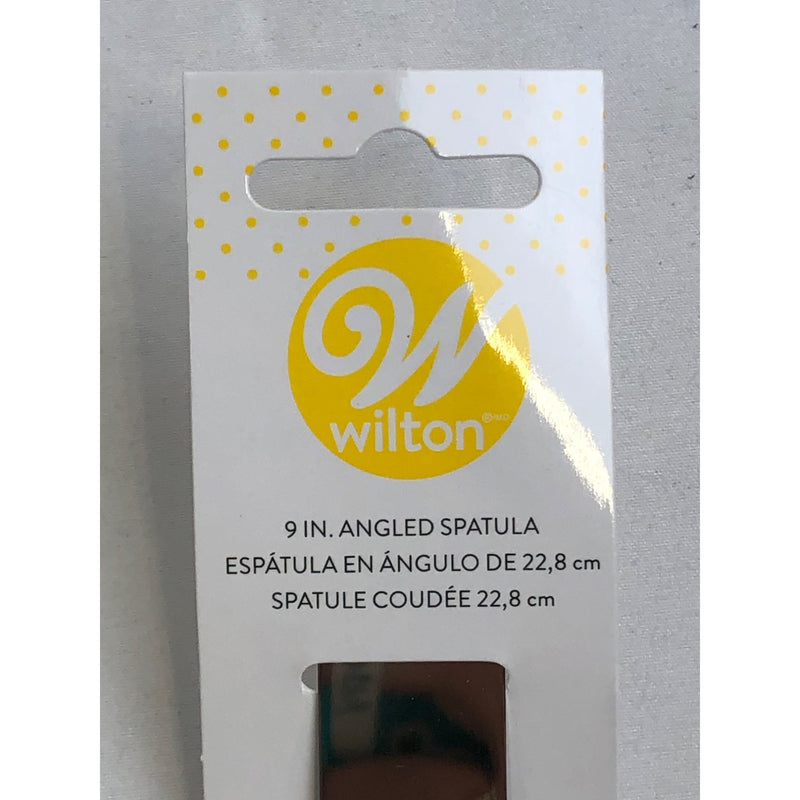 W
wilton
9 IN. ANGLED SPATULA
ESPÁTULA EN ÁNGULO DE 22,8 cm
SPATULE COUDÉE 22,8 cm